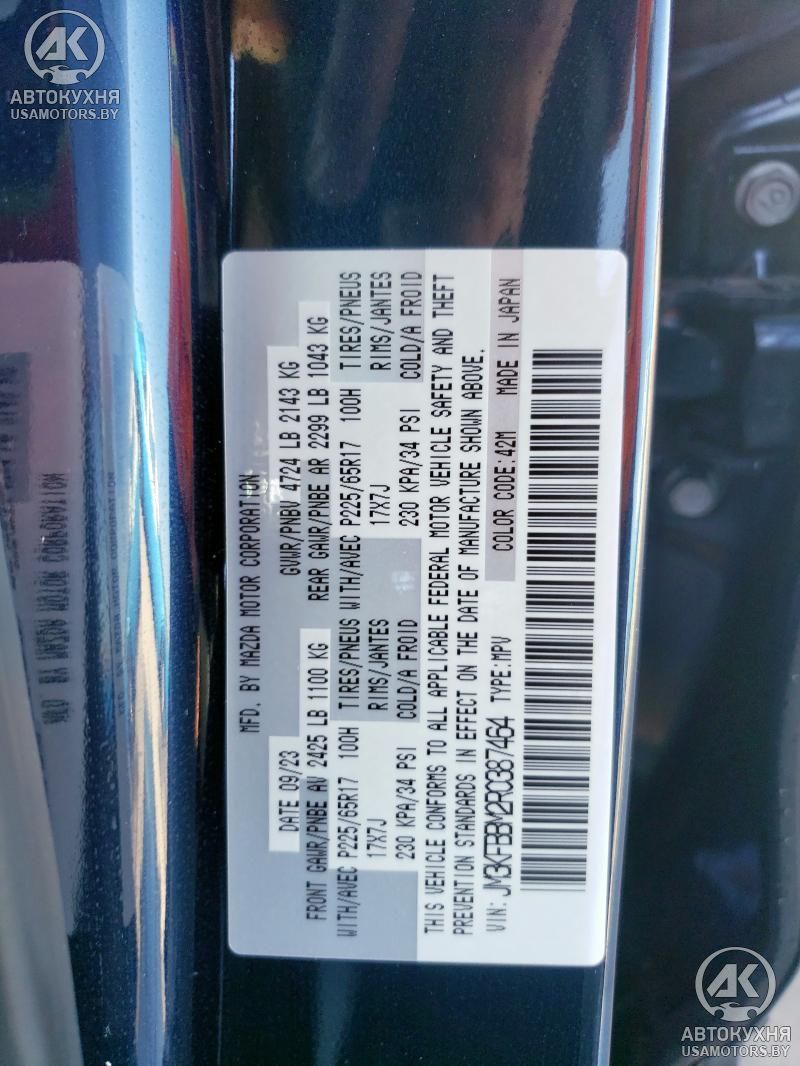 АК
АВТОКУХНЯ
USAMOTORS.BY
MFD. BY MAZDA MOTOR CORPORATION
DATE 09/23 GVWR/PNBV 4724 LB 2143 KG
FRONT GAWR/PNBE AV 2425 LB 1100 KG REAR GAWR/PNBE AR 2299 LB 1043 KG
WITH/AVEC P225/65R17 100H TIRES/PNEUS WITH/AVEC P225/65R17 100H TIRES/PNEUS
17X7J RIMS/JANTES 17X7J RIMS/JANTES
230 KPA/34 PSI COLD/A FROID 230 KPA/34 PSI COLD/A FROID
THIS VEHICLE CONFORMS TO ALL APPLICABLE FEDERAL MOTOR VEHICLE SAFETY AND THEFT
PREVENTION STANDARDS IN EFFECT ON THE DATE OF MANUFACTURE SHOWN ABOVE.
VIN: JM3KFBBM2R0387464 TYPE:MPV COLOR CODE:42M MADE IN JAPAN
АК
АВТОКУХНЯ
USAMOTORS.BY